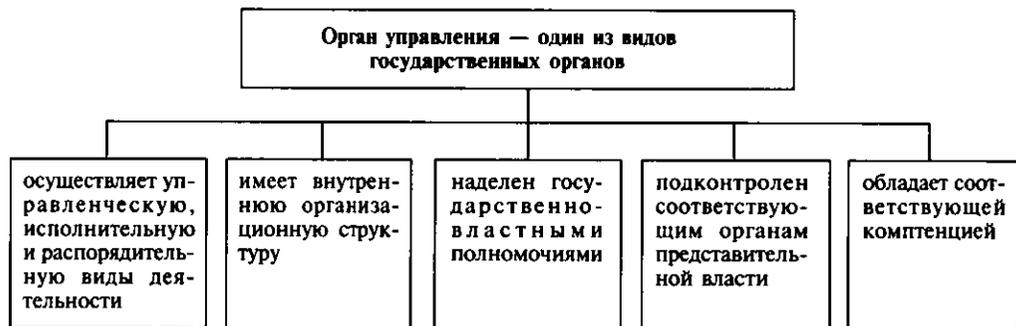 Орган управления — один из видов
государственных органов
осуществляет уп-
равленческую,
исполнительную
и распорядитель-
ную виды дея-
тельности
имеет внутрен-
нюю организа-
ционную струк-
туру
наделен госу-
дарственно-
властными
полномочиями
подконтролен
соответствую-
щим органам
представитель-
ной власти
обладает соот-
ветствующей
комптенцией